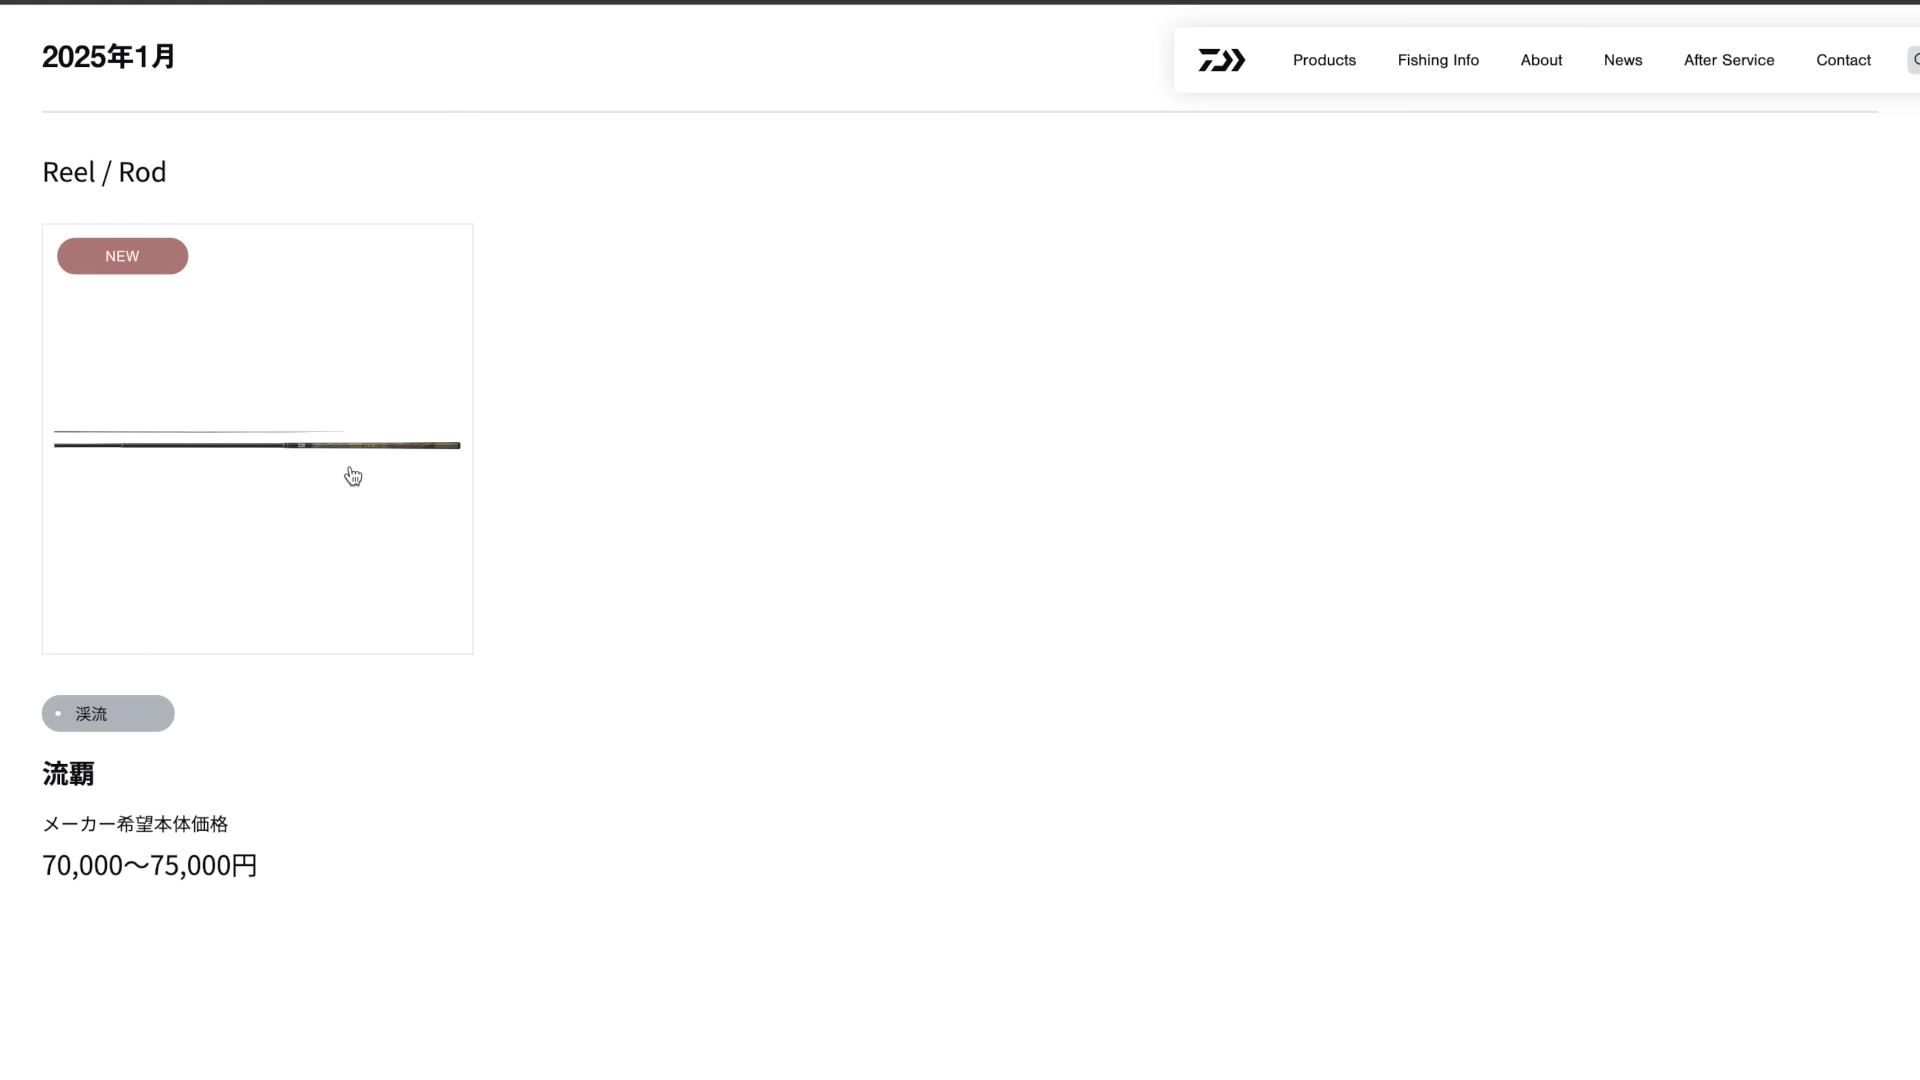 2025年1月
Products Fishing Info About News After Service Contact
Reel / Rod
NEW
渓流
流覇
メーカー希望本体価格
70,000〜75,000円